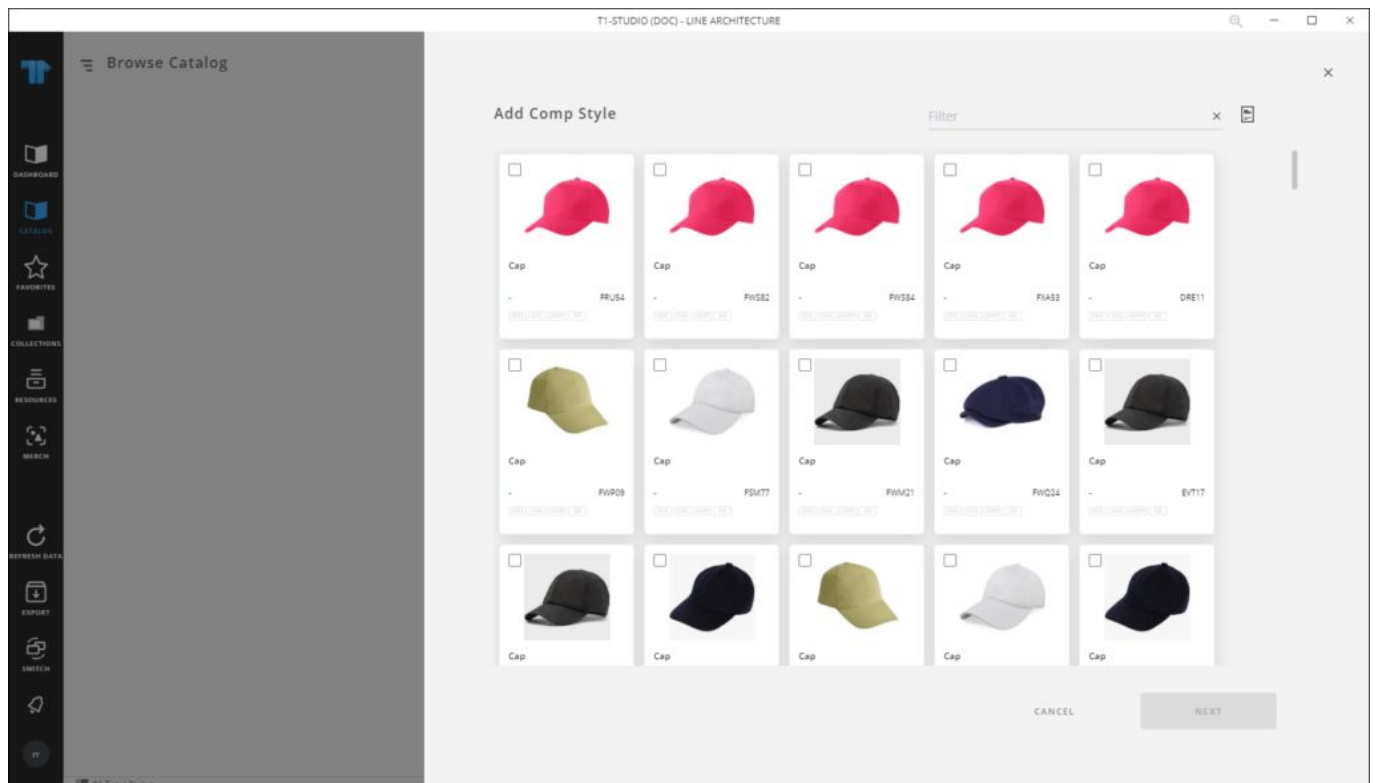 T1-STUDIO (DOC) - LINE ARCHITECTURE
Browse Catalog
Add Comp Style
Filter
DASHBOARD
CATALOG
FAVORITES
COLLECTIONS
RESOURCES
MERCH
REFRESH DATA
EXPORT
SWITCH
Cap Cap Cap Cap Cap
- FRU54 - FWS82 - FWS84 - FXA53 - DRE11
Cap Cap Cap Cap Cap
- FWP09 - FSM77 - FWM21 - FWQ24 - EVT17
Cap Cap Cap Cap Cap
CANCEL NEXT